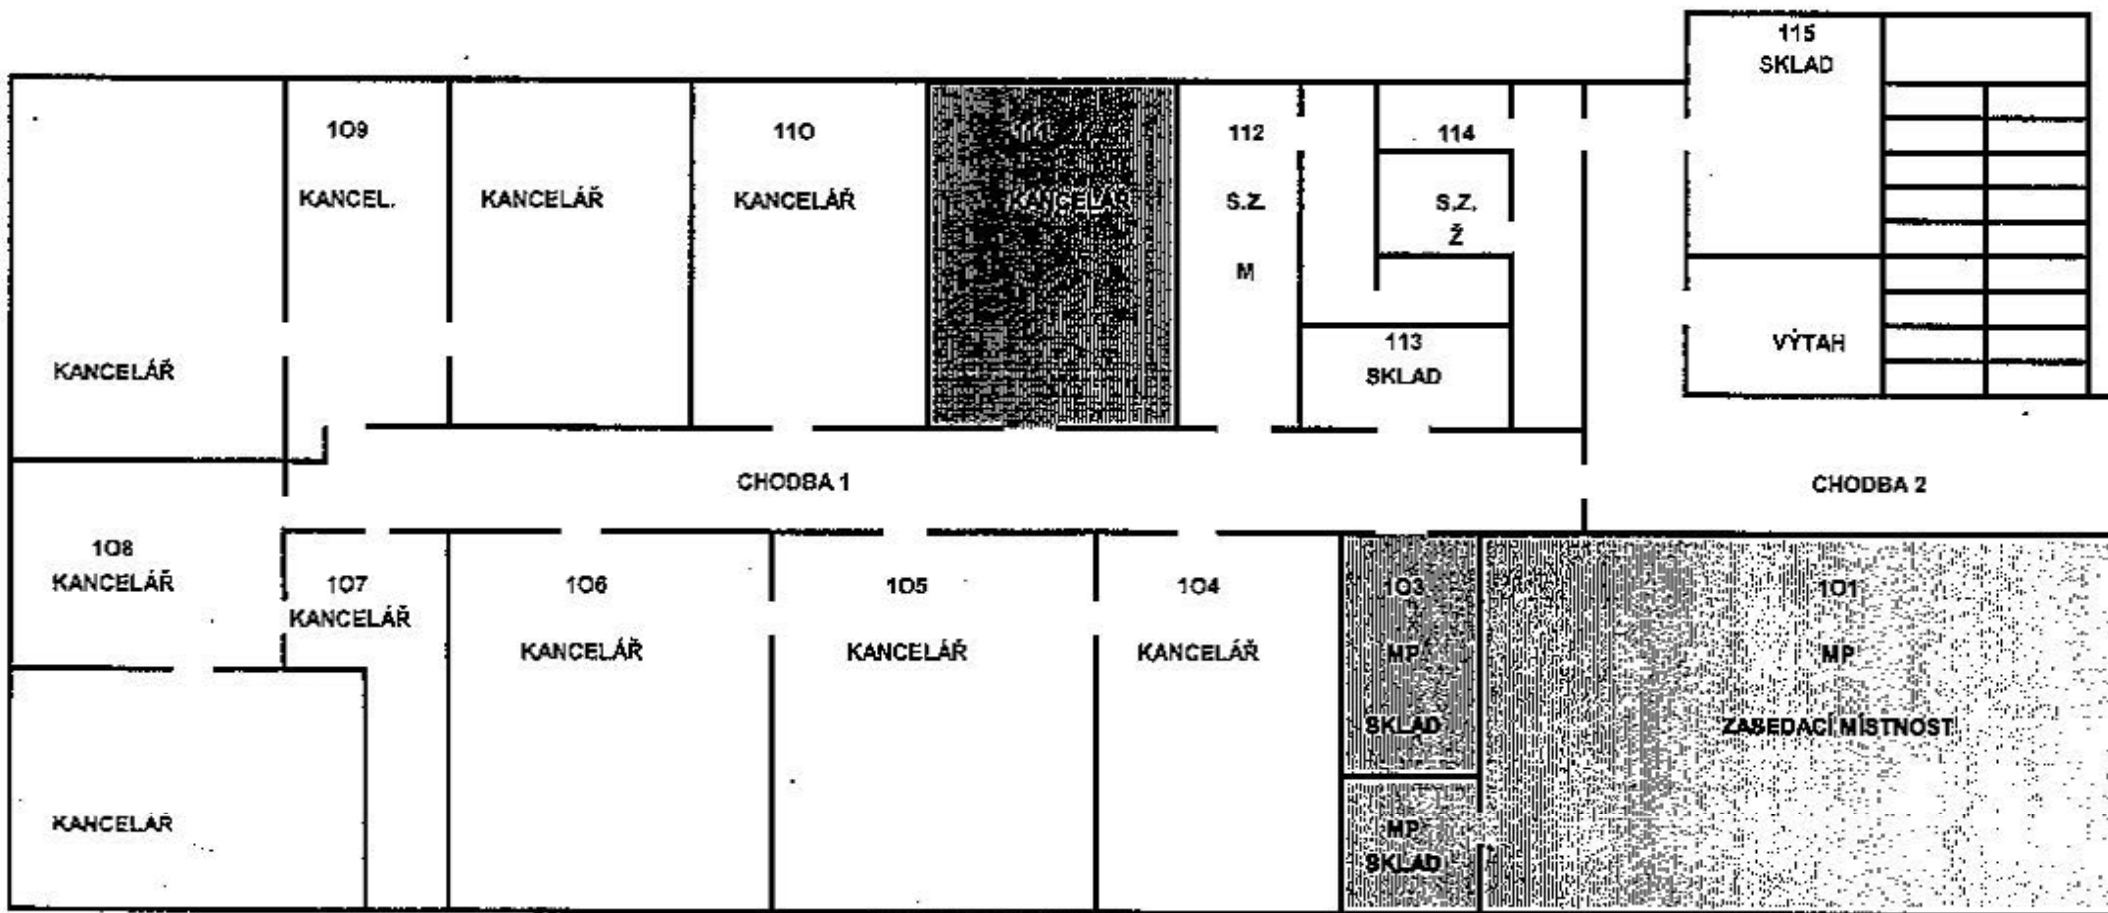 115
SKLAD
109
KANCEL.
KANCELÁŘ
110
KANCELÁŘ
111
KANCELÁŘ
112
S.Z.
M
114
S.Z.
Ž
KANCELÁŘ
113
SKLAD
VÝTAH
CHODBA 1
CHODBA 2
108
KANCELÁŘ
107
KANCELÁŘ
106
KANCELÁŘ
105
KANCELÁŘ
104
KANCELÁŘ
103
MP
SKLAD
101
MP
ZASEDACÍ MÍSTNOST
KANCELÁŘ
MP
SKLAD